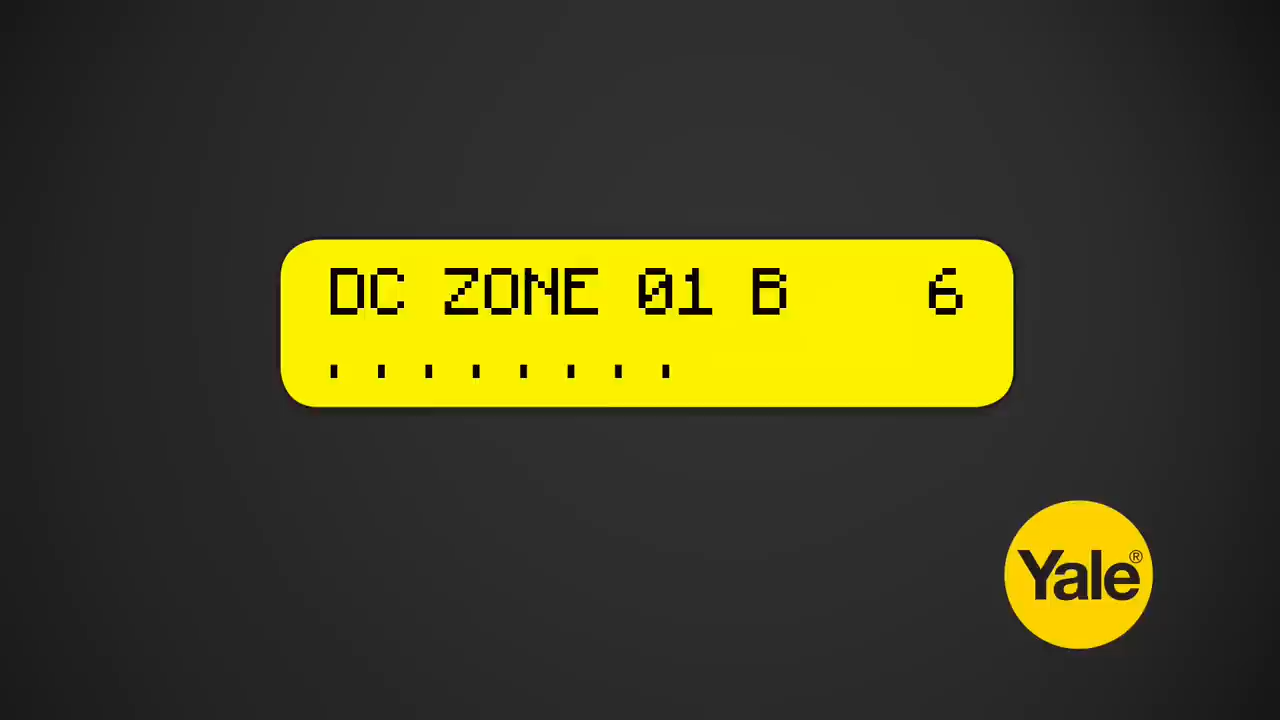 DC ZONE 01 B 6
. . . . . . . .
Yale®